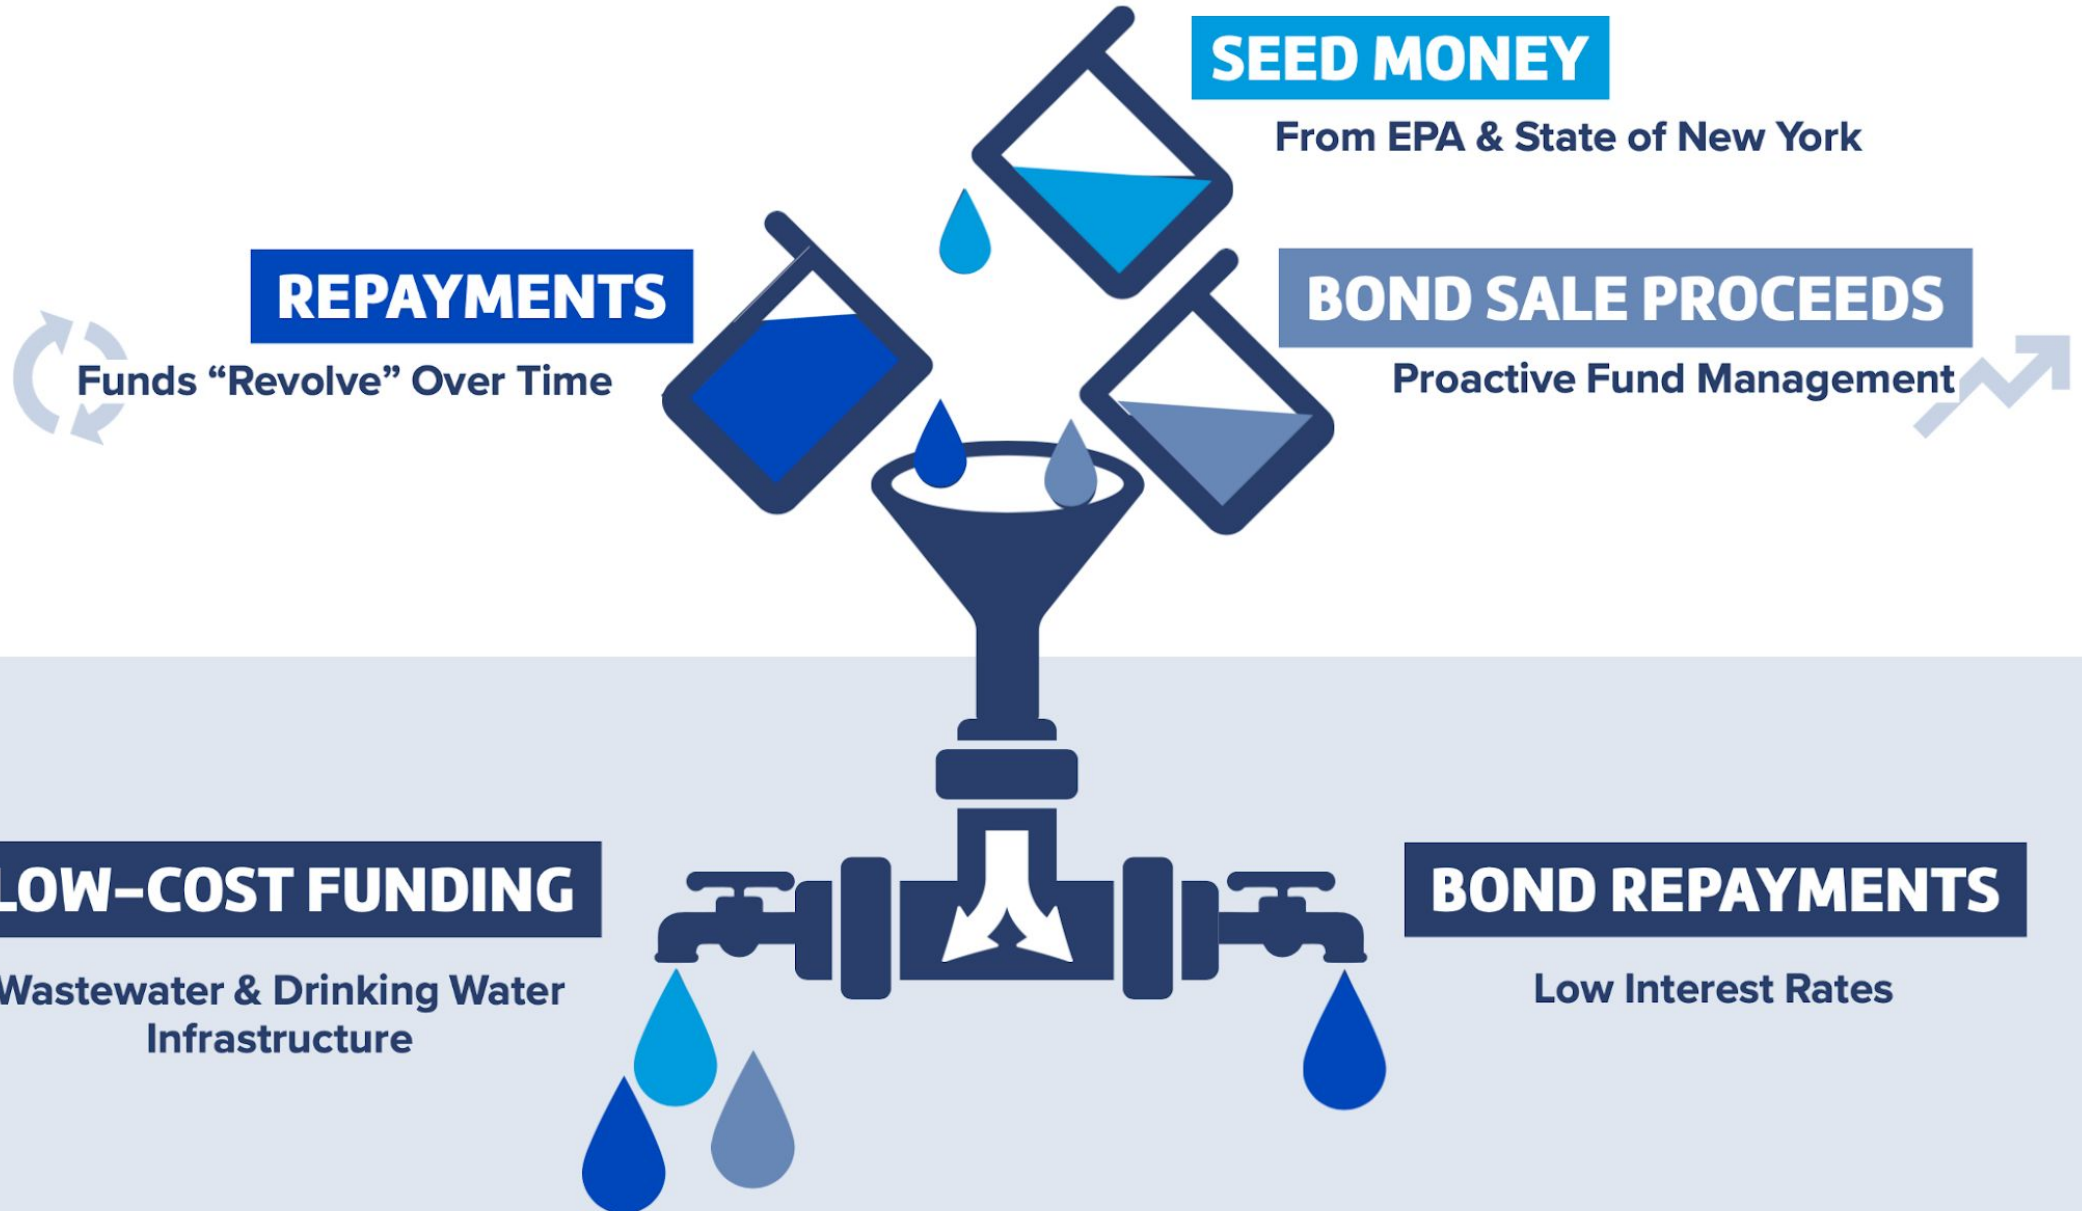 SEED MONEY
From EPA & State of New York
REPAYMENTS
Funds “Revolve” Over Time
BOND SALE PROCEEDS
Proactive Fund Management
LOW-COST FUNDING
Wastewater & Drinking Water
Infrastructure
BOND REPAYMENTS
Low Interest Rates